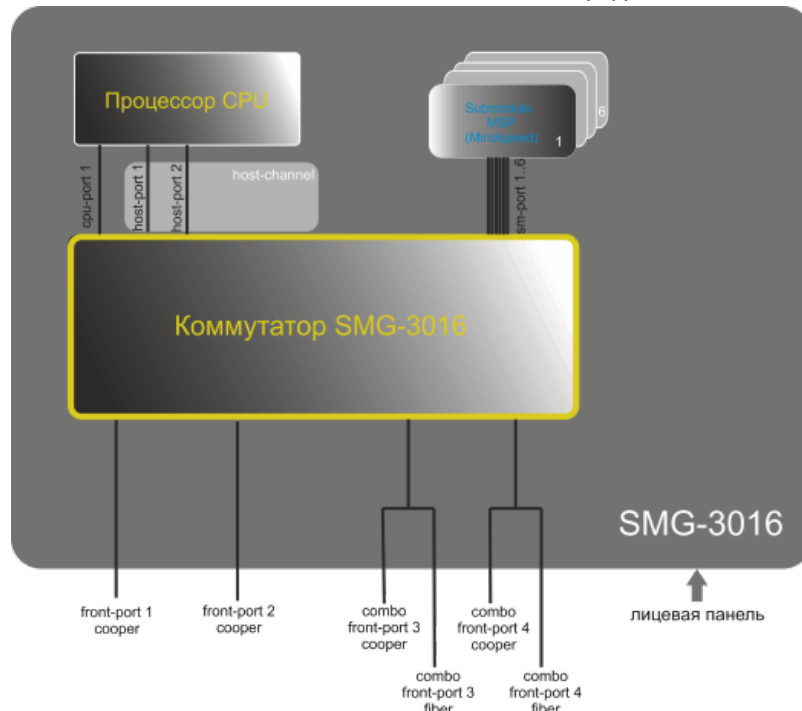 Процессор CPU
Submodule
MSP
(Mindspeed)
1
6
cpu-port 1
host-port 1
host-port 2
host-channel
sm-port 1..6
Коммутатор SMG-3016
SMG-3016
front-port 1
cooper
front-port 2
cooper
combo
front-port 3
cooper
combo
front-port 4
cooper
лицевая панель
combo
front-port 3
fiber
combo
front-port 4
fiber